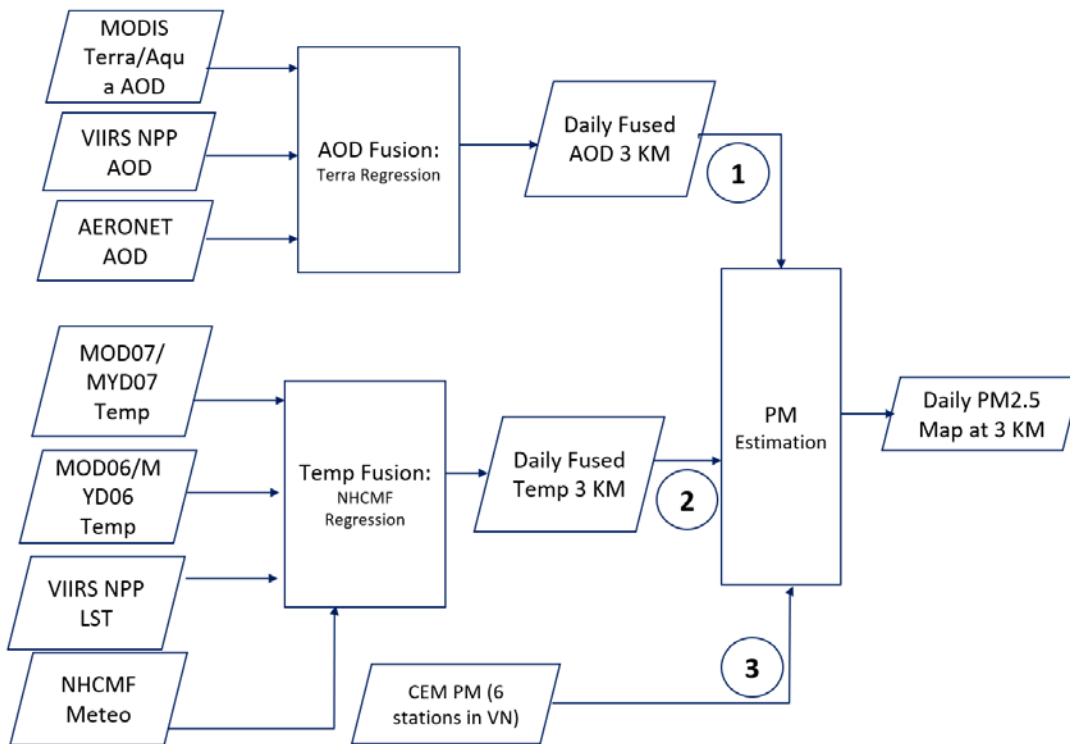 MODIS
Terra/Aqu
a AOD
VIIRS NPP
AOD
AERONET
AOD
AOD Fusion:
Terra Regression
Daily Fused
AOD 3 KM
1
MOD07/
MYD07
Temp
MOD06/M
YD06
Temp
VIIRS NPP
LST
NHCMF
Meteo
Temp Fusion:
NHCMF
Regression
Daily Fused
Temp 3 KM
2
CEM PM (6
stations in VN)
3
PM
Estimation
Daily PM2.5
Map at 3 KM